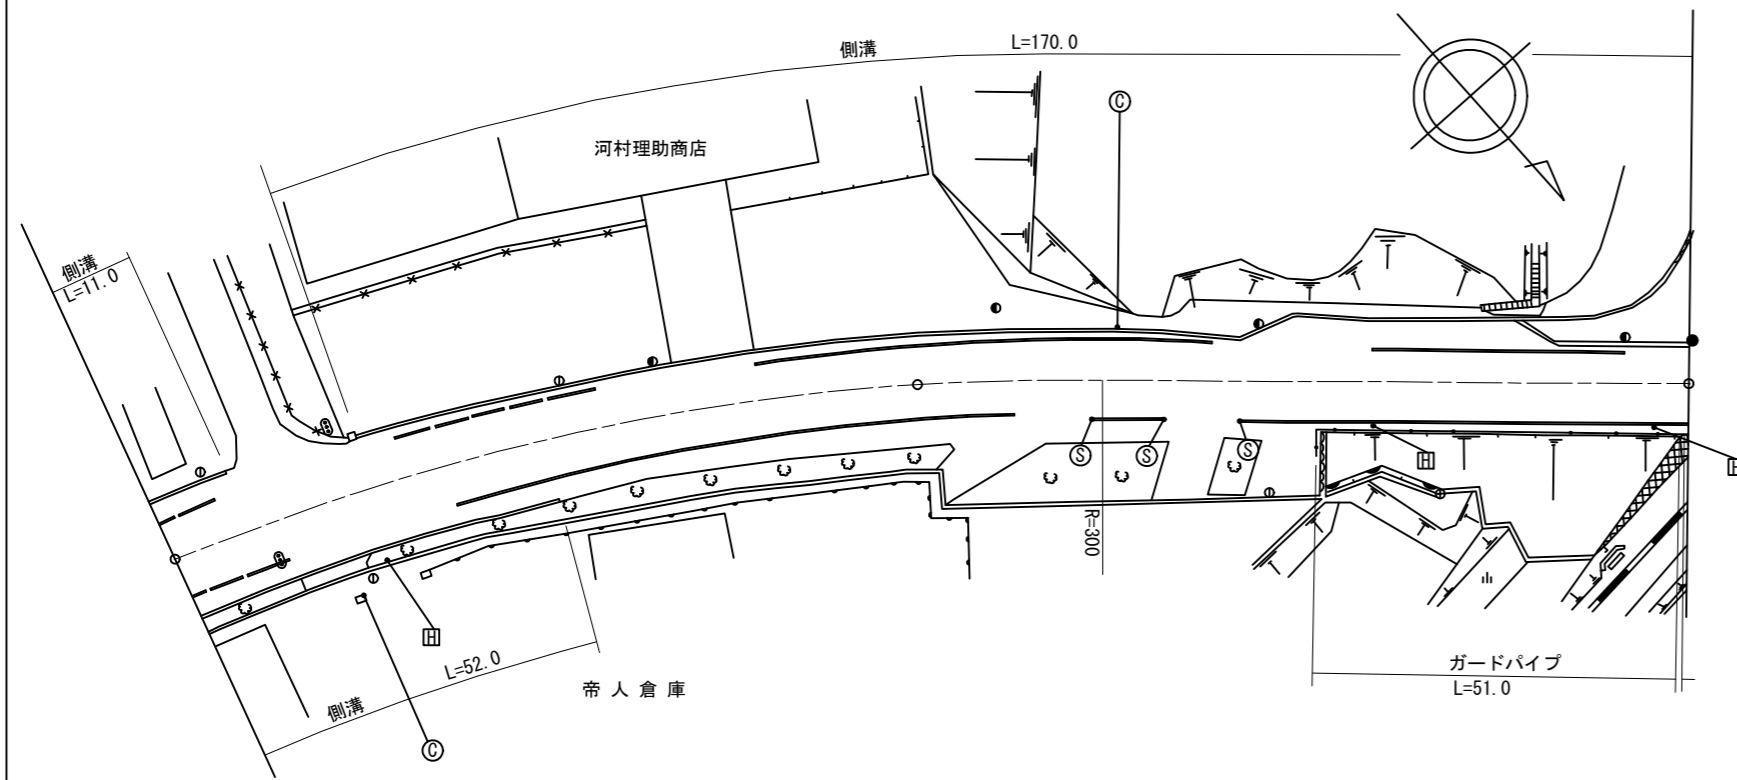 側溝
L=170.0
Ⓒ
河村理助商店
側溝
L=11.0
Ⓢ
Ⓢ
Ⓢ
H
H
R=300
H
L=52.0
側溝
帝人倉庫
Ⓒ
ガードパイプ
L=51.0